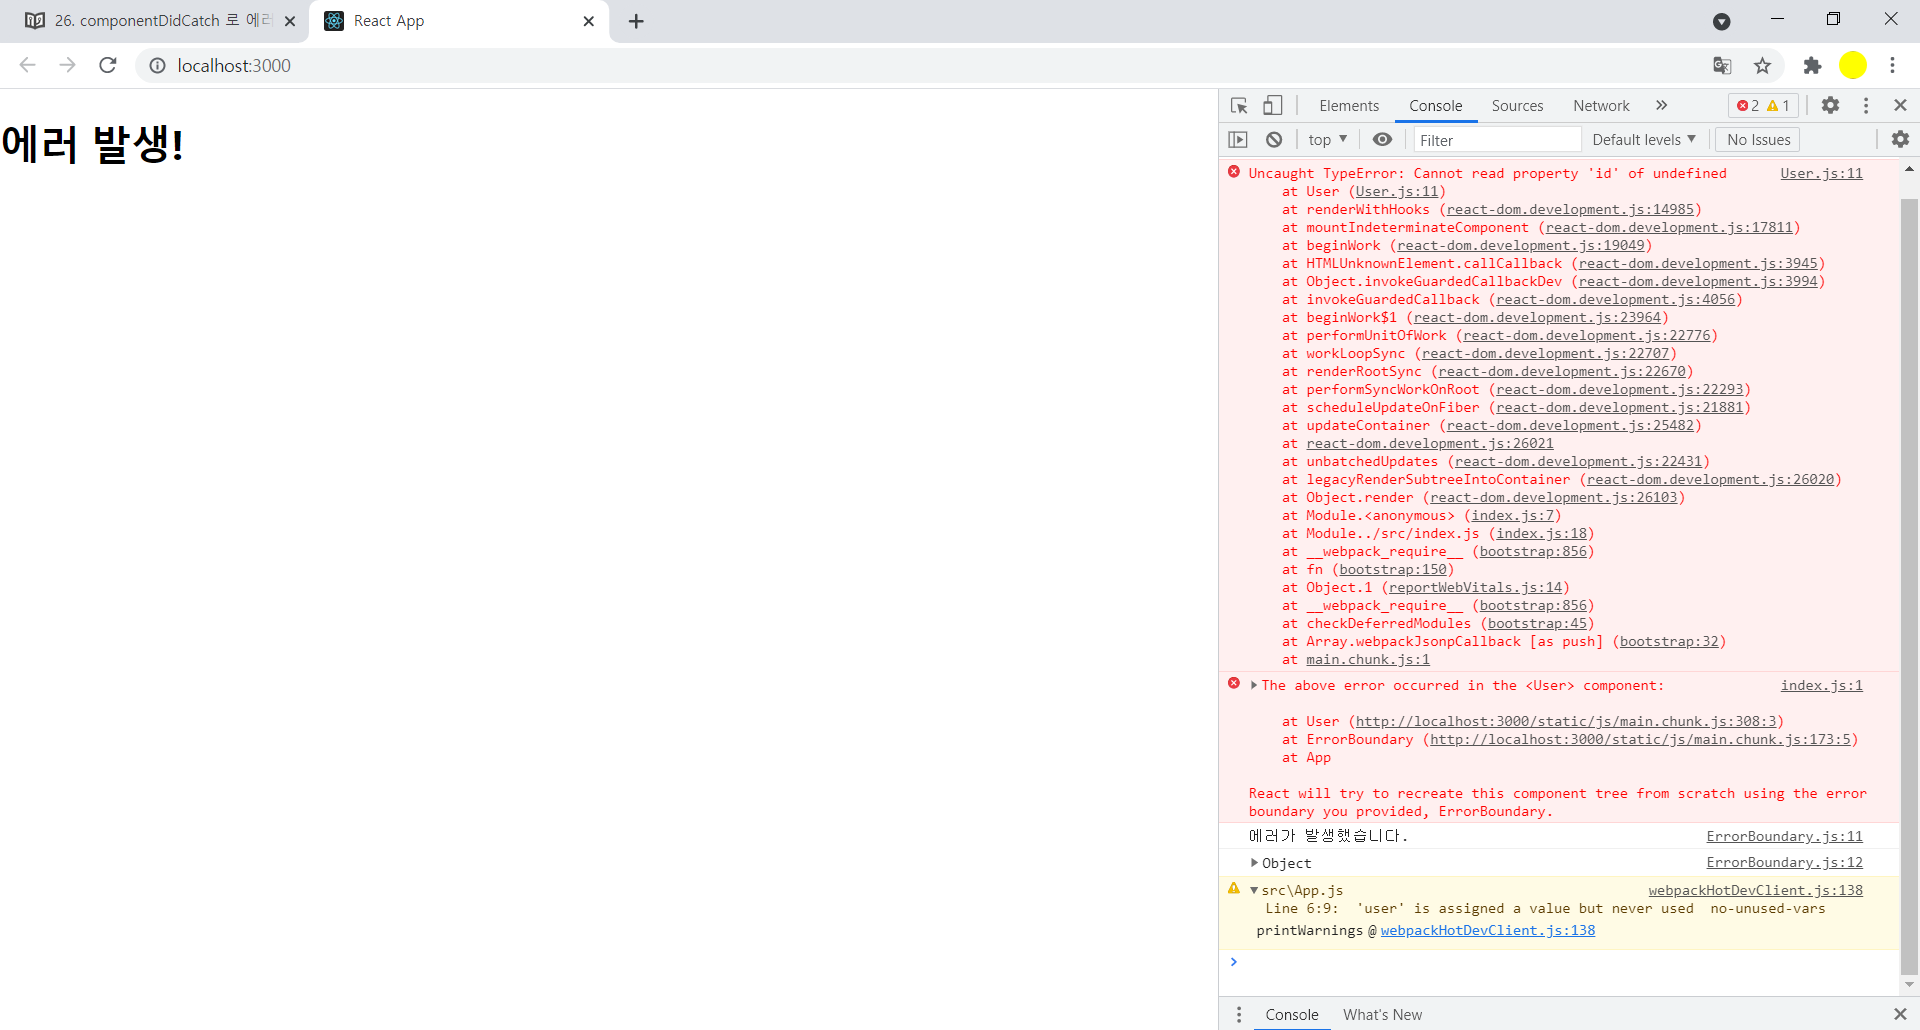 26. componentDidCatch 로 에러
React App
localhost:3000
에러 발생!
Elements
Console
Sources
Network
2
1
top
Filter
Default levels
No Issues
Uncaught TypeError: Cannot read property 'id' of undefined User.js:11
at User (User.js:11)
at renderWithHooks (react-dom.development.js:14985)
at mountIndeterminateComponent (react-dom.development.js:17811)
at beginWork (react-dom.development.js:19049)
at HTMLUnknownElement.callCallback (react-dom.development.js:3945)
at Object.invokeGuardedCallbackDev (react-dom.development.js:3994)
at invokeGuardedCallback (react-dom.development.js:4056)
at beginWork$1 (react-dom.development.js:23964)
at performUnitOfWork (react-dom.development.js:22776)
at workLoopSync (react-dom.development.js:22707)
at renderRootSync (react-dom.development.js:22670)
at performSyncWorkOnRoot (react-dom.development.js:22293)
at scheduleUpdateOnFiber (react-dom.development.js:21881)
at updateContainer (react-dom.development.js:25482)
at react-dom.development.js:26021
at unbatchedUpdates (react-dom.development.js:22431)
at legacyRenderSubtreeIntoContainer (react-dom.development.js:26020)
at Object.render (react-dom.development.js:26103)
at Module.<anonymous> (index.js:7)
at Module../src/index.js (index.js:18)
at __webpack_require__ (bootstrap:856)
at fn (bootstrap:150)
at Object.1 (reportWebVitals.js:14)
at __webpack_require__ (bootstrap:856)
at checkDeferredModules (bootstrap:45)
at Array.webpackJsonpCallback [as push] (bootstrap:32)
at main.chunk.js:1
The above error occurred in the <User> component: index.js:1
at User (http://localhost:3000/static/js/main.chunk.js:308:3)
at ErrorBoundary (http://localhost:3000/static/js/main.chunk.js:173:5)
at App
React will try to recreate this component tree from scratch using the error
boundary you provided, ErrorBoundary.
에러가 발생했습니다. ErrorBoundary.js:11
Object ErrorBoundary.js:12
src\App.js webpackHotDevClient.js:138
Line 6:9:  'user' is assigned a value but never used  no-unused-vars
printWarnings @ webpackHotDevClient.js:138
Console
What's New